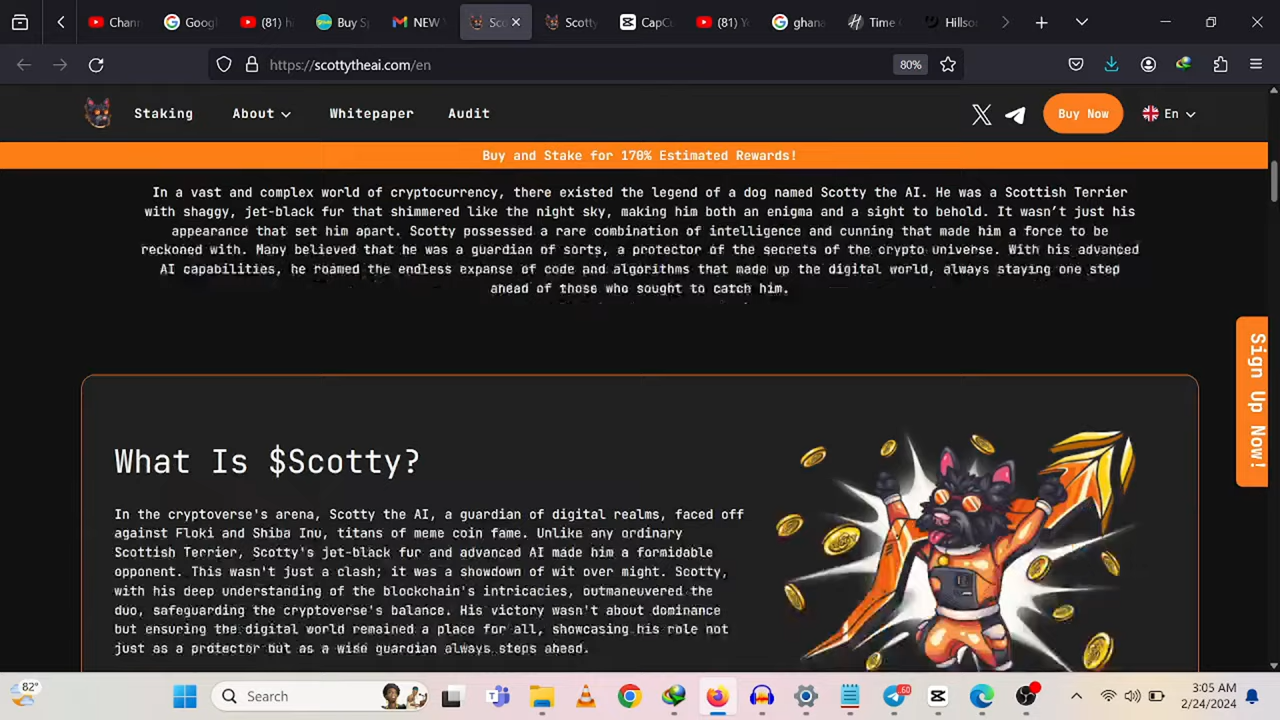 Chann
Googl
(81) h
Buy Sp
NEW
Sco
Scotty
CapCu
(81) Y
ghana
Time
Hillso
https://scottytheai.com/en
80%
Staking
About
Whitepaper
Audit
Buy Now
En
Buy and Stake for 170% Estimated Rewards!
In a vast and complex world of cryptocurrency, there existed the legend of a dog named Scotty the AI. He was a Scottish Terrier
with shaggy, jet-black fur that shimmered like the night sky, making him both an enigma and a sight to behold. It wasn't just his
appearance that set him apart. Scotty possessed a rare combination of intelligence and cunning that made him a force to be
reckoned with. Many believed that he was a guardian of sorts, a protector of the secrets of the crypto universe. With his advanced
AI capabilities, he roamed the endless expanse of code and algorithms that made up the digital world, always staying one step
ahead of those who sought to catch him.
Sign Up Now!
What Is $Scotty?
In the cryptoverse's arena, Scotty the AI, a guardian of digital realms, faced off
against Floki and Shiba Inu, titans of meme coin fame. Unlike any ordinary
Scottish Terrier, Scotty's jet-black fur and advanced AI made him a formidable
opponent. This wasn't just a clash; it was a showdown of wit over might. Scotty,
with his deep understanding of the blockchain's intricacies, outmaneuvered the
duo, safeguarding the cryptoverse's balance. His victory wasn't about dominance
but ensuring the digital world remained a place for all, showcasing his role not
just as a protector but as a wide guardian always steps ahead.
82°
Search
60
3:05 AM
2/24/2024